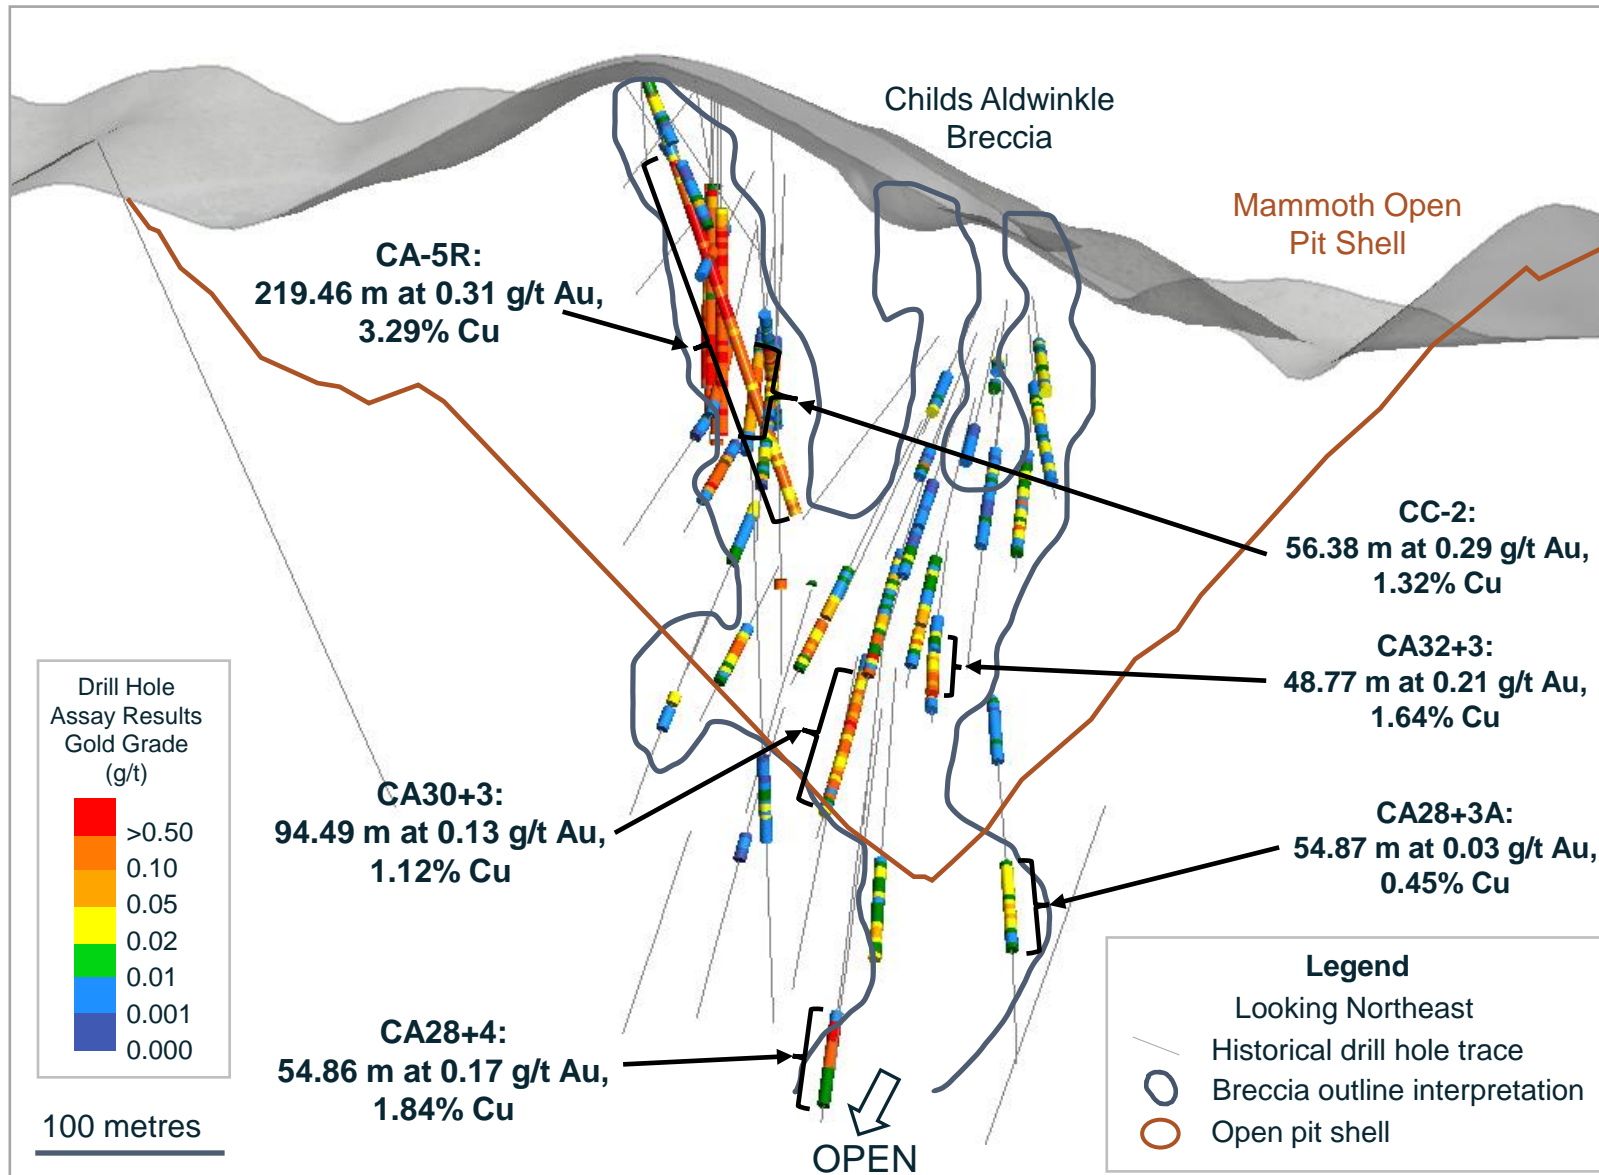 Childs Aldwinkle
Breccia
Mammoth Open
Pit Shell
CA-5R:
219.46 m at 0.31 g/t Au,
3.29% Cu
CC-2:
56.38 m at 0.29 g/t Au,
1.32% Cu
CA32+3:
48.77 m at 0.21 g/t Au,
1.64% Cu
CA30+3:
94.49 m at 0.13 g/t Au,
1.12% Cu
CA28+3A:
54.87 m at 0.03 g/t Au,
0.45% Cu
CA28+4:
54.86 m at 0.17 g/t Au,
1.84% Cu
Drill Hole
Assay Results
Gold Grade
(g/t)
>0.50
0.10
0.05
0.02
0.01
0.001
0.000
100 metres
OPEN
Legend
Looking Northeast
Historical drill hole trace
Breccia outline interpretation
Open pit shell